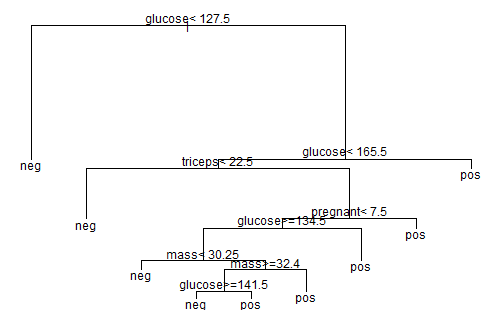 glucose< 127.5
neg
glucose< 165.5
triceps< 22.5
pos
neg
pregnant< 7.5
glucose>=134.5
pos
mass< 30.25
neg
mass>=32.4
pos
glucose>=141.5
neg
pos
pos